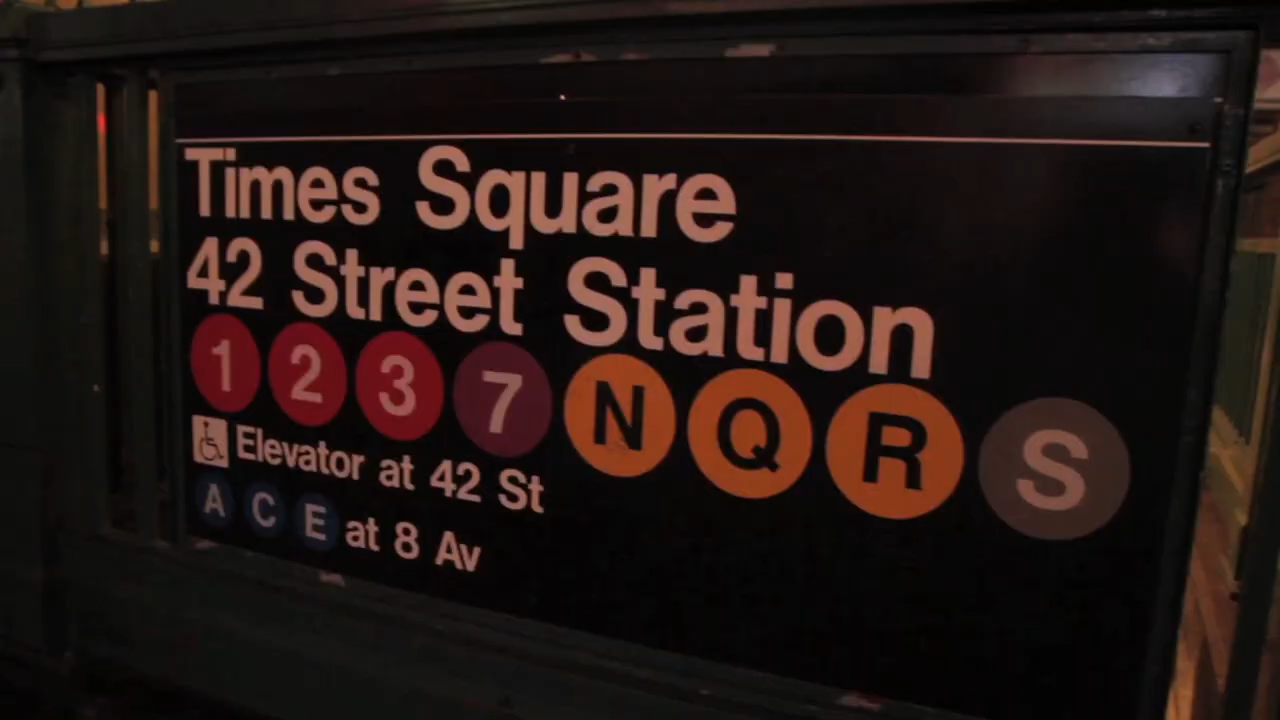 Times Square
42 Street Station
1 2 3 7 N Q R S
Elevator at 42 St
A C E at 8 Av